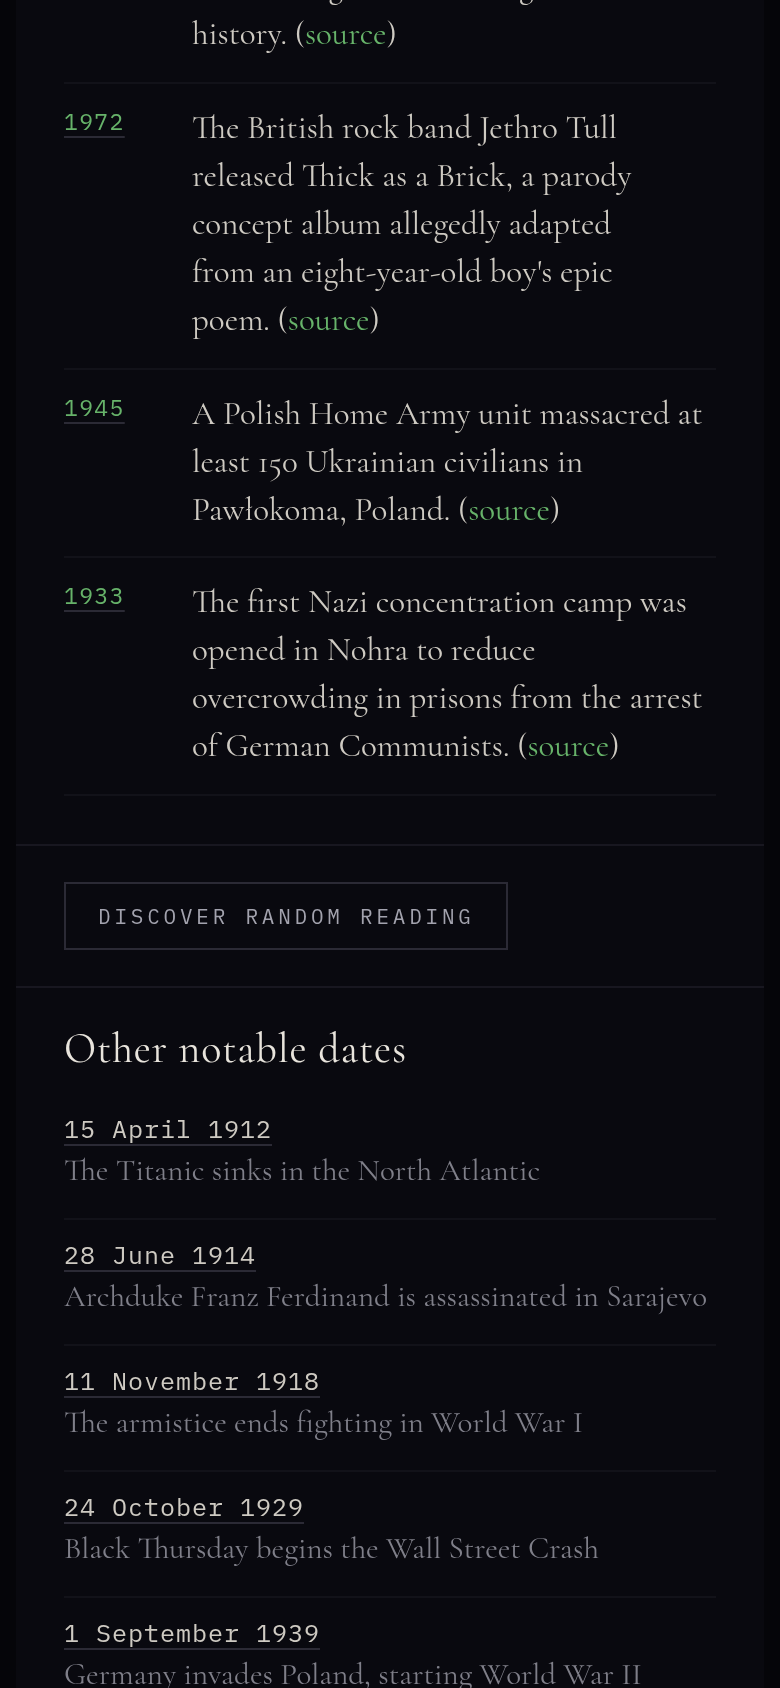 history. (source)
1972
The British rock band Jethro Tull
released Thick as a Brick, a parody
concept album allegedly adapted
from an eight-year-old boy's epic
poem. (source)
1945
A Polish Home Army unit massacred at
least 150 Ukrainian civilians in
Pawłokoma, Poland. (source)
1933
The first Nazi concentration camp was
opened in Nohra to reduce
overcrowding in prisons from the arrest
of German Communists. (source)
DISCOVER RANDOM READING
Other notable dates
15 April 1912
The Titanic sinks in the North Atlantic
28 June 1914
Archduke Franz Ferdinand is assassinated in Sarajevo
11 November 1918
The armistice ends fighting in World War I
24 October 1929
Black Thursday begins the Wall Street Crash
1 September 1939
Germany invades Poland, starting World War II